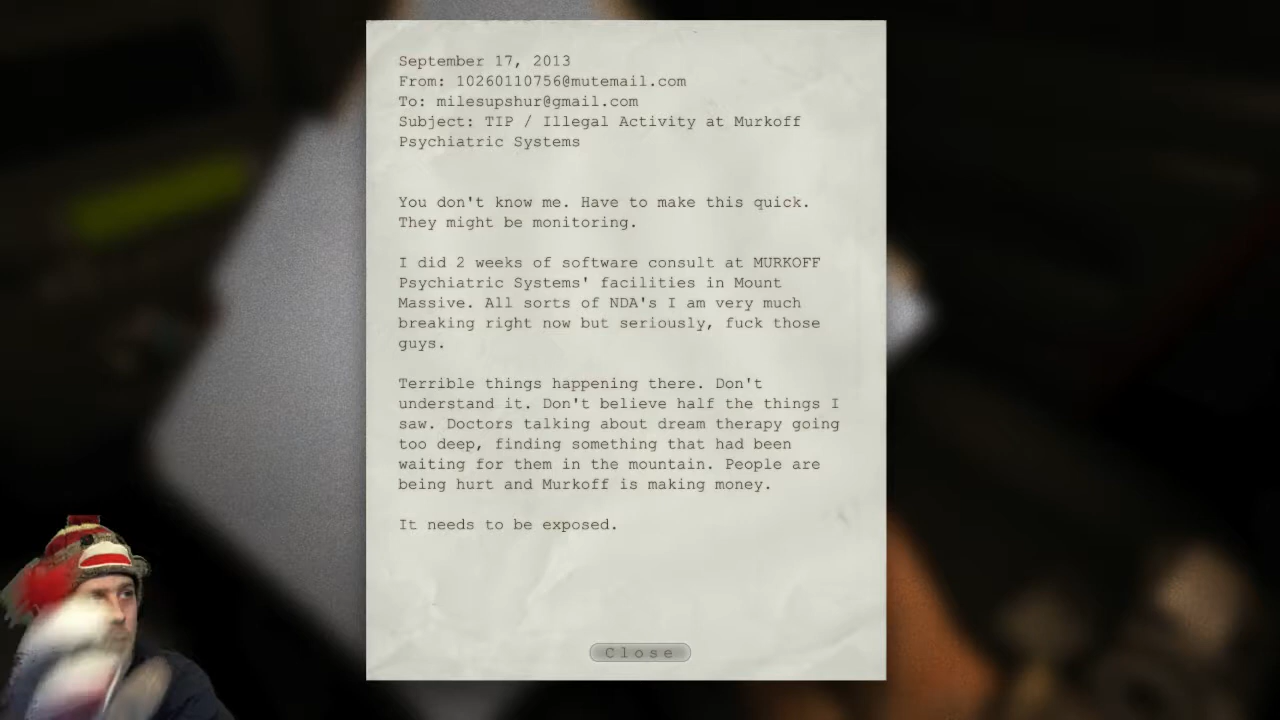 September 17, 2013
From: 10260110756@mutemail.com
To: milesupshur@gmail.com
Subject: TIP / Illegal Activity at Murkoff
Psychiatric Systems
You don't know me. Have to make this quick.
They might be monitoring.
I did 2 weeks of software consult at MURKOFF
Psychiatric Systems' facilities in Mount
Massive. All sorts of NDA's I am very much
breaking right now but seriously, fuck those
guys.
Terrible things happening there. Don't
understand it. Don't believe half the things I
saw. Doctors talking about dream therapy going
too deep, finding something that had been
waiting for them in the mountain. People are
being hurt and Murkoff is making money.
It needs to be exposed.
Close